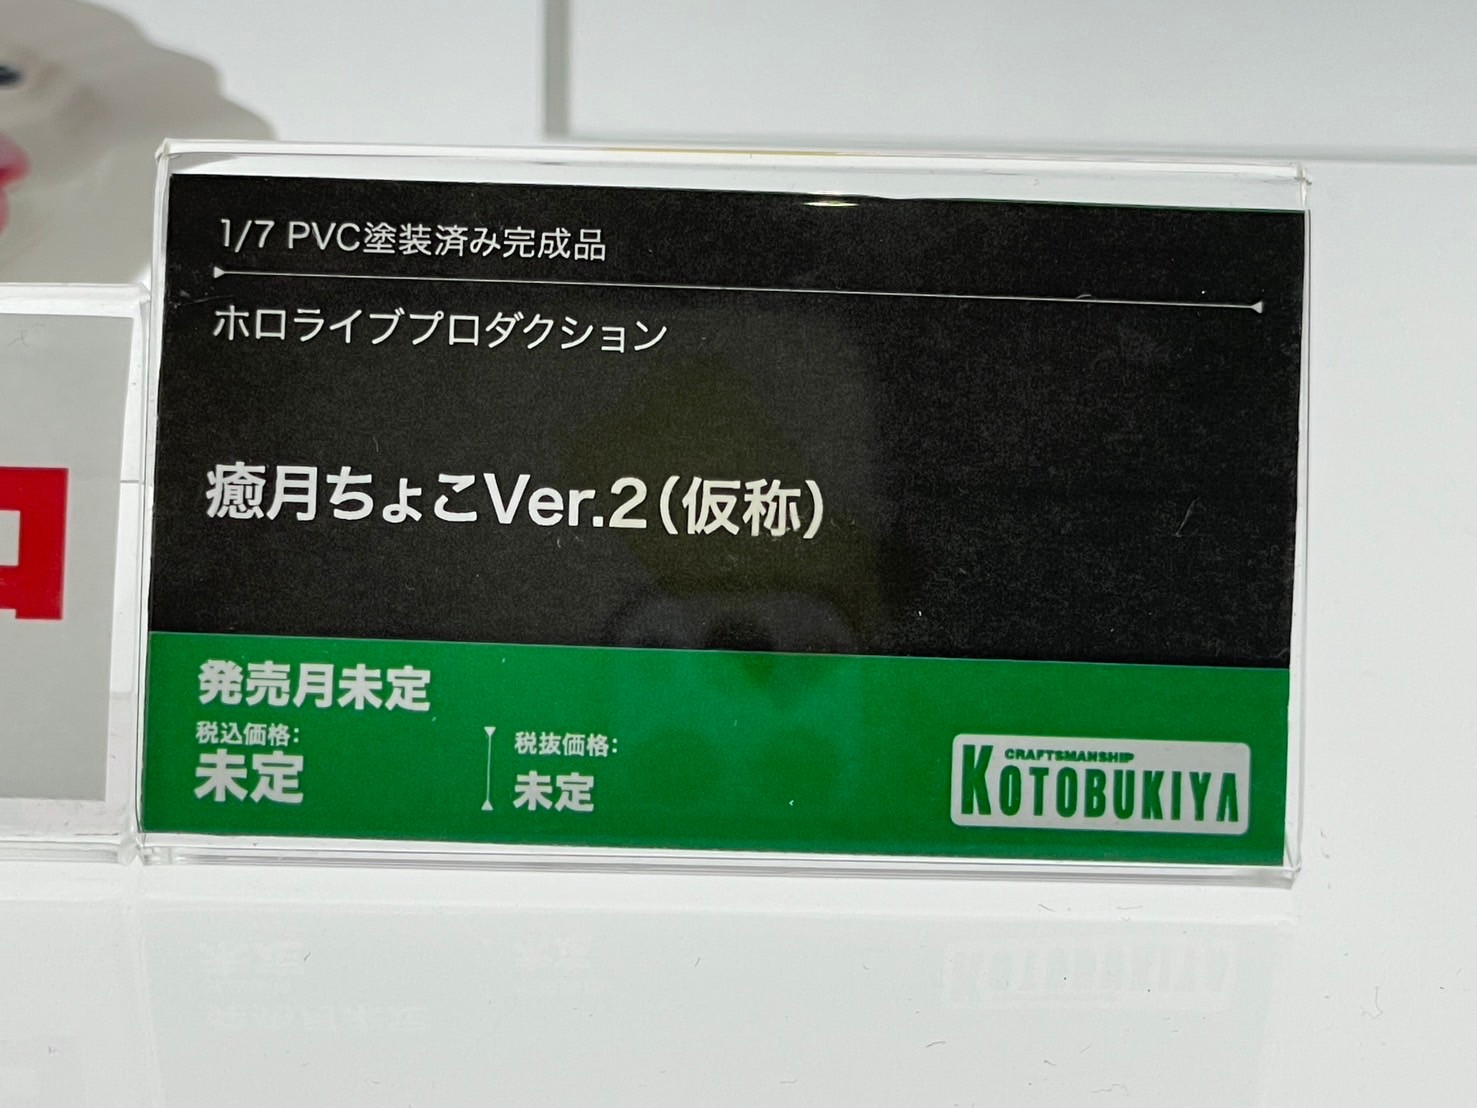 1/7 PVC塗装済み完成品
ホロライブプロダクション
癒月ちょこVer.2(仮称)
発売月未定
税込価格:
未定
税抜価格:
未定
CRAFTSMANSHIP
KOTOBUKIYA